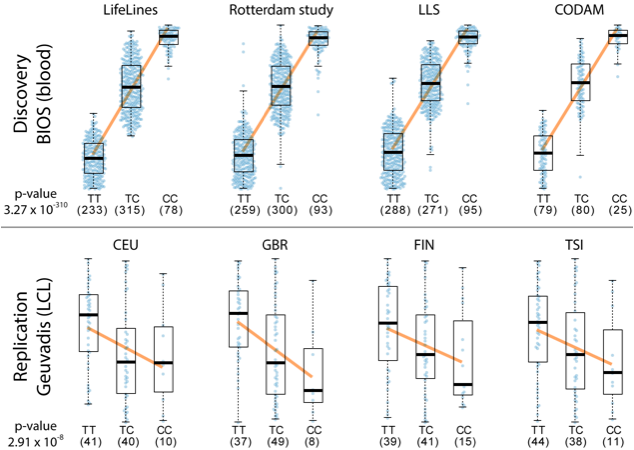 LifeLines Rotterdam study LLS CODAM
Discovery
BIOS (blood)
p-value TT TC CC TT TC CC TT TC CC TT TC CC
3.27 x 10-310 (233) (315) (78) (259) (300) (93) (288) (271) (95) (79) (80) (25)
CEU GBR FIN TSI
Replication
Geuvadis (LCL)
p-value TT TC CC TT TC CC TT TC CC TT TC CC
2.91 x 10-8 (41) (40) (10) (37) (49) (8) (39) (41) (15) (44) (38) (11)